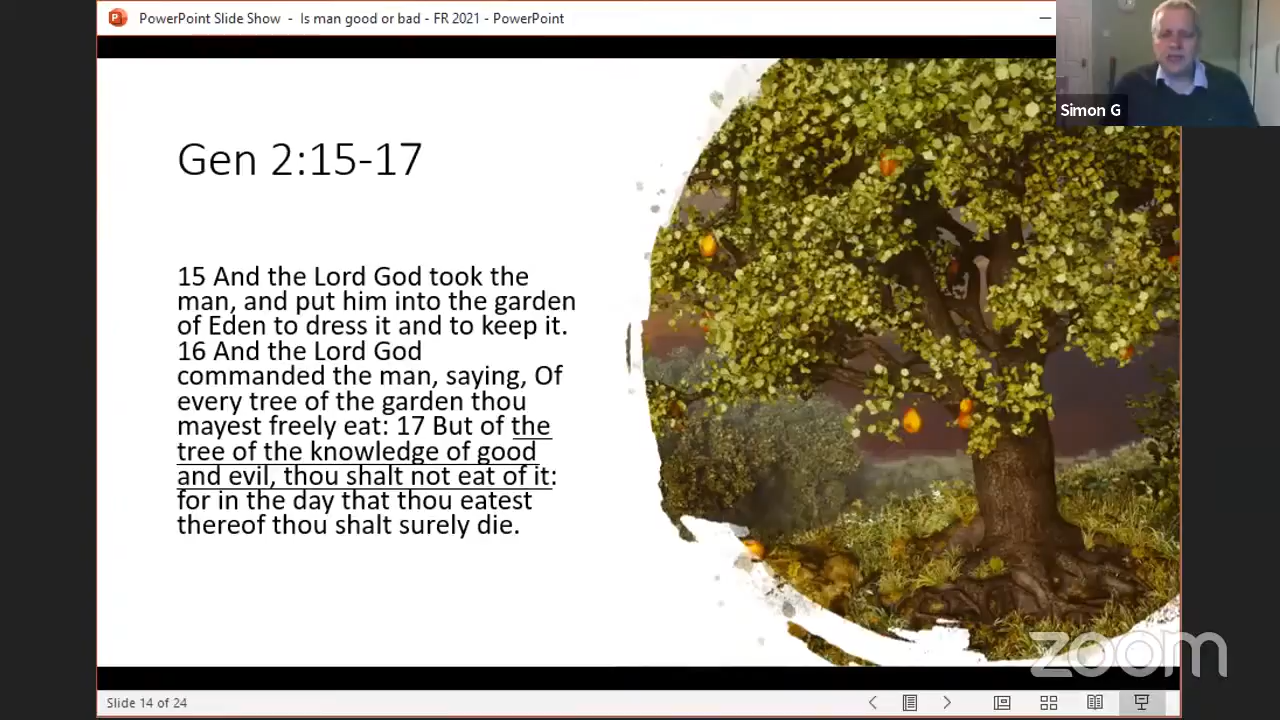 PowerPoint Slide Show - Is man good or bad - FR 2021 - PowerPoint
Simon G
Gen 2:15-17
15 And the Lord God took the
man, and put him into the garden
of Eden to dress it and to keep it.
16 And the Lord God
commanded the man, saying, Of
every tree of the garden thou
mayest freely eat: 17 But of the
tree of the knowledge of good
and evil, thou shalt not eat of it:
for in the day that thou eatest
thereof thou shalt surely die.
zoom
Slide 14 of 24